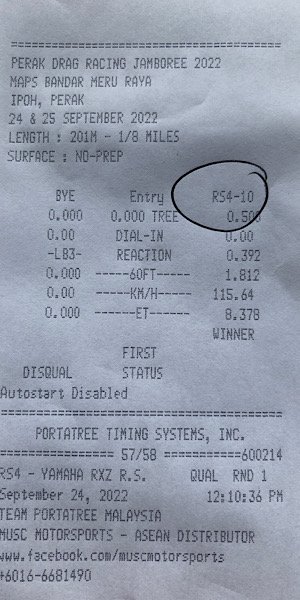 ==================================
PERAK DRAG RACING JAMBOREE 2022
MAPS BANDAR MERU RAYA
IPOH, PERAK
24 & 25 SEPTEMBER 2022
LENGTH : 201M - 1/8 MILES
SURFACE : NO-PREP
BYE Entry RS4-10
0.000 0.000 TREE 0.500
0.00 DIAL-IN 0.00
-LB3- REACTION 0.392
0.000 -----60FT----- 1.812
0.00 -----KM/H----- 115.64
0.000 ------ET------ 8.378
WINNER
FIRST
DISQUAL STATUS
Autostart Disabled
==================================
PORTATREE TIMING SYSTEMS, INC.
============== 57/58 ===========600214
RS4 - YAMAHA RXZ R.S. QUAL RND 1
September 24, 2022 12:10:36 PM
TEAM PORTATREE MALAYSIA
MUSC MOTORSPORTS - ASEAN DISTRIBUTOR
www.facebook.com/muscmotorsports
+6016-6681490